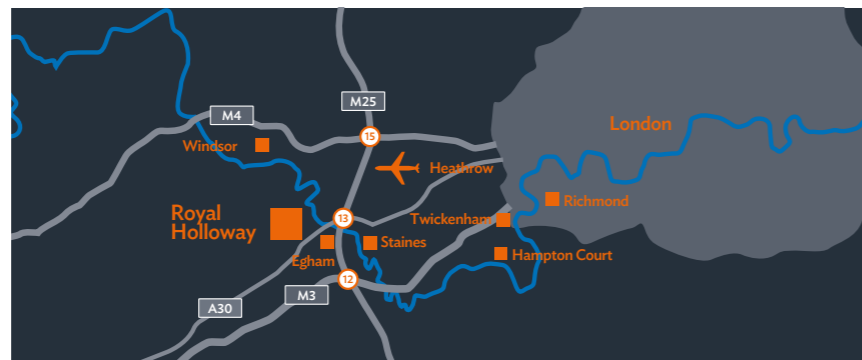 M25
M4
London
15
Windsor
Heathrow
Richmond
Royal
Holloway
13
Twickenham
Staines
Egham
Hampton Court
12
M3
A30